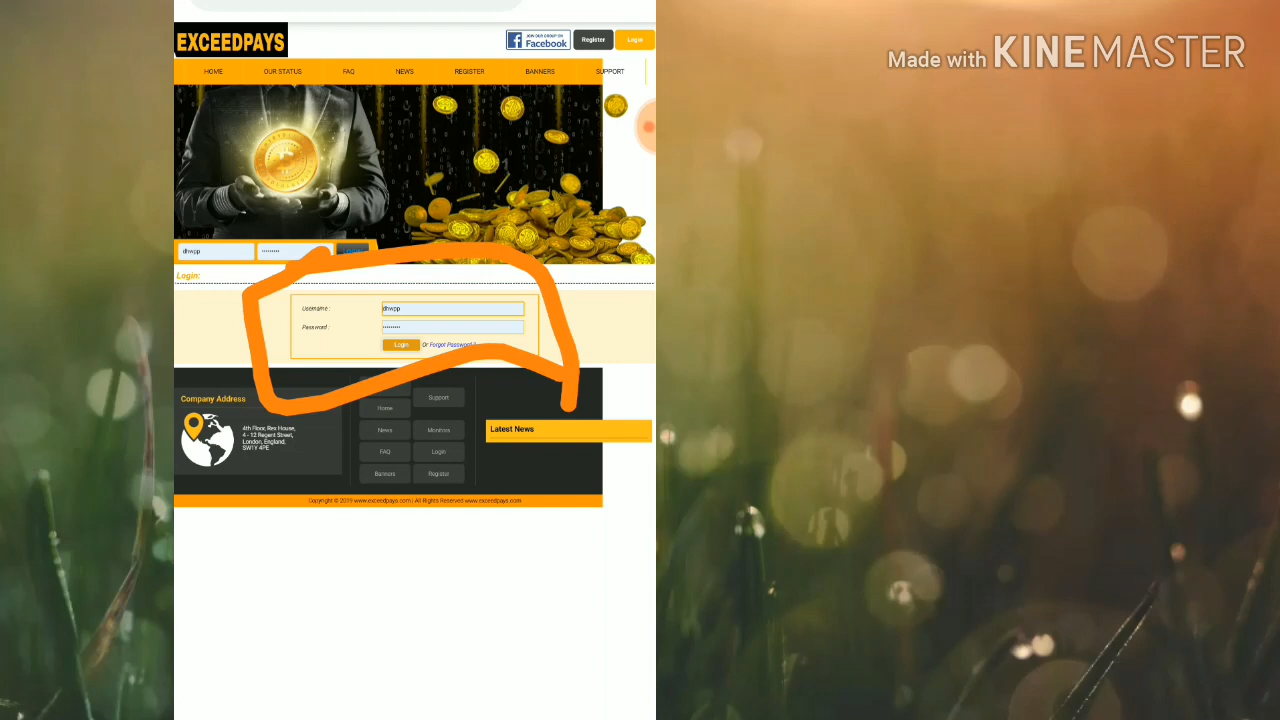 Made with KINEMASTER
EXCEEDPAYS
JOIN OUR GROUP ON
Facebook
Register
Login
HOME
OUR STATUS
FAQ
NEWS
REGISTER
BANNERS
SUPPORT
dhwpp
Login:
Username :
dhwpp
Password :
Login
Or Forgot Password ?
Company Address
4th Floor, Rex House,
4 - 12 Regent Street,
London, England,
SW1Y 4PE
Home
Support
News
Monitors
FAQ
Login
Banners
Register
Latest News
Copyright © 2019 www.exceedpays.com | All Rights Reserved www.exceedpays.com